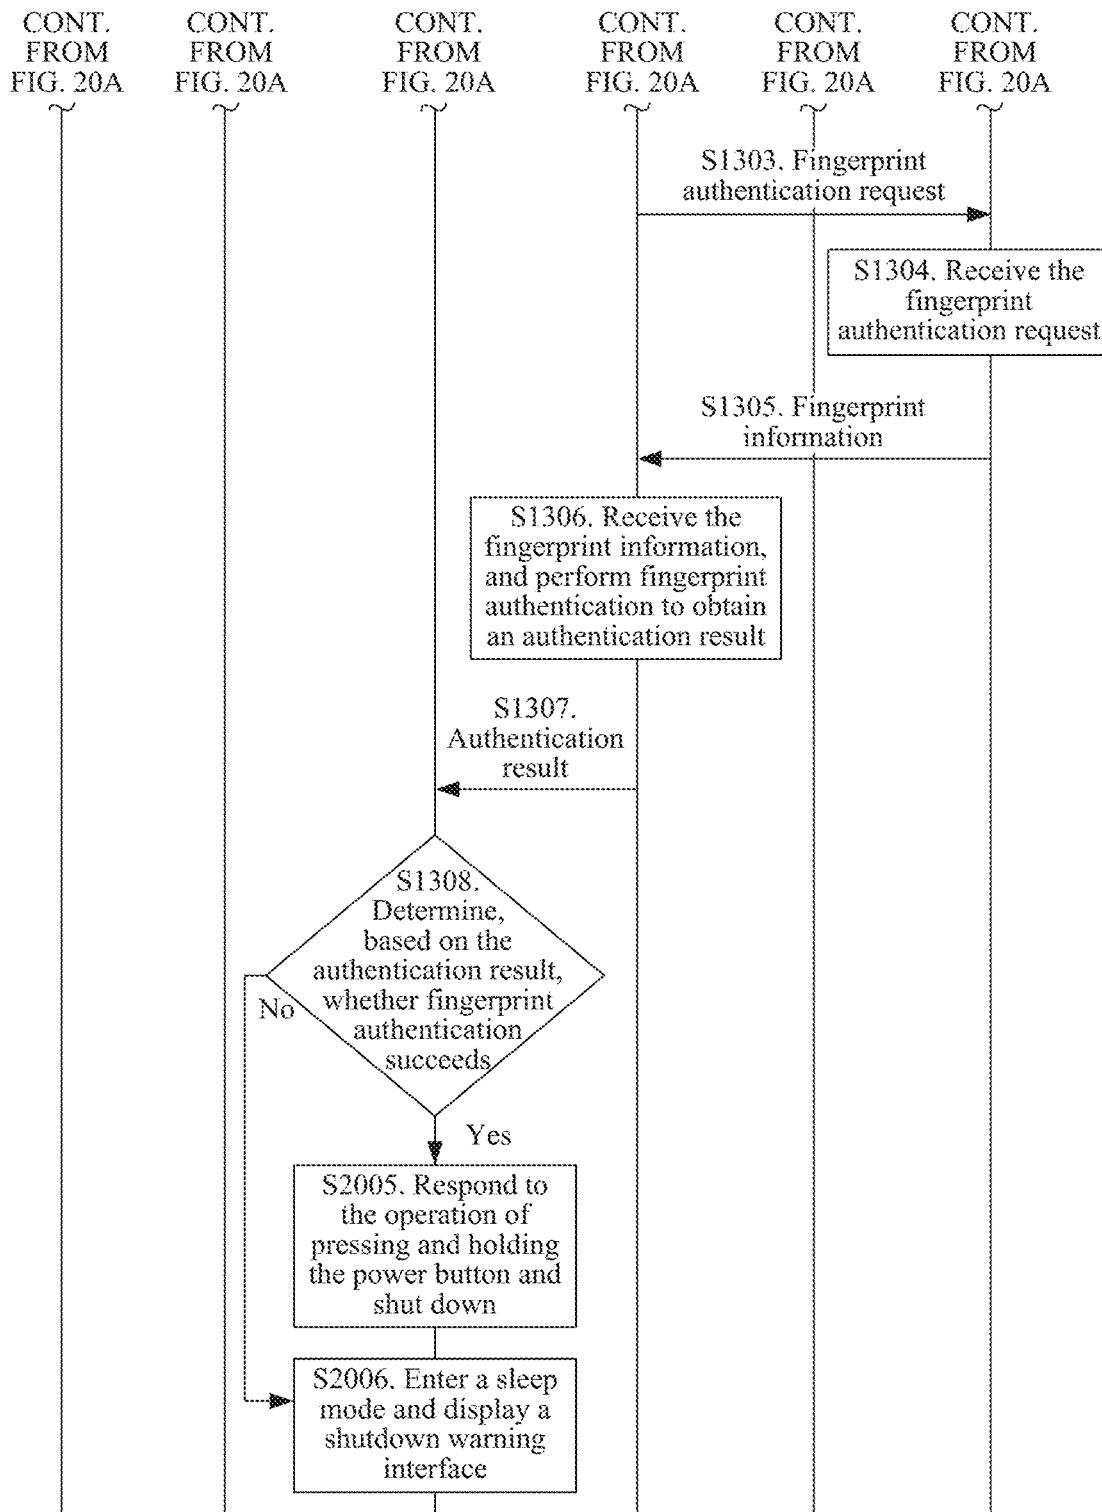 CONT.
FROM
FIG. 20A
CONT.
FROM
FIG. 20A
CONT.
FROM
FIG. 20A
CONT.
FROM
FIG. 20A
CONT.
FROM
FIG. 20A
CONT.
FROM
FIG. 20A
S1303. Fingerprint
authentication request
S1304. Receive the
fingerprint
authentication request
S1305. Fingerprint
information
S1306. Receive the
fingerprint information,
and perform fingerprint
authentication to obtain
an authentication result
S1307.
Authentication
result
S1308.
Determine,
based on the
authentication result,
whether fingerprint
authentication
succeeds
No
Yes
S2005. Respond to
the operation of
pressing and holding
the power button and
shut down
S2006. Enter a sleep
mode and display a
shutdown warning
interface